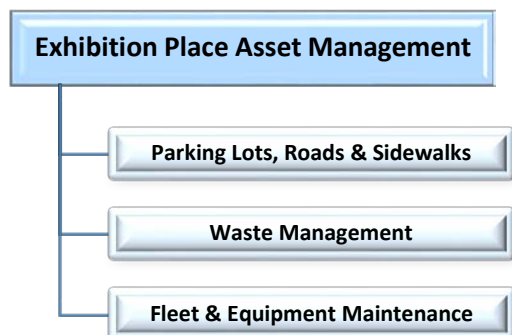 Exhibition Place Asset Management
Parking Lots, Roads & Sidewalks
Waste Management
Fleet & Equipment Maintenance